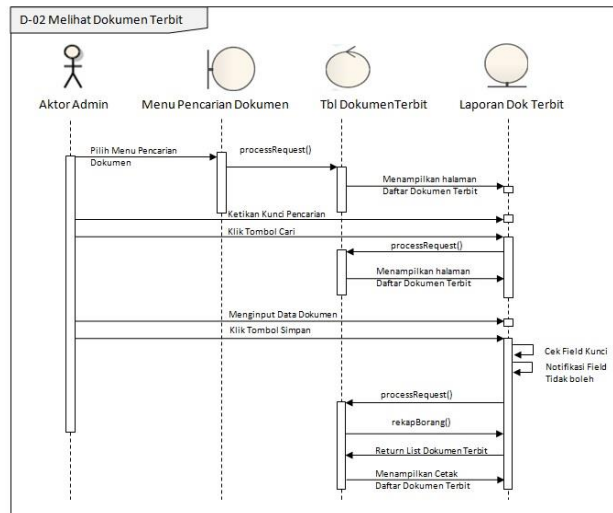 D-02 Melihat Dokumen Terbit
Aktor Admin
Menu Pencarian Dokumen
Tbl DokumenTerbit
Laporan Dok Terbit
Pilih Menu Pencarian
Dokumen
processRequest()
Menampilkan halaman
Daftar Dokumen Terbit
Ketikan Kunci Pencarian
Klik Tombol Cari
processRequest()
Menampilkan halaman
Daftar Dokumen Terbit
Menginput Data Dokumen
Klik Tombol Simpan
Cek Field Kunci
Notifikasi Field
Tidak boleh
processRequest()
rekapBorang()
Return List Dokumen Terbit
Menampilkan Cetak
Daftar Dokumen Terbit